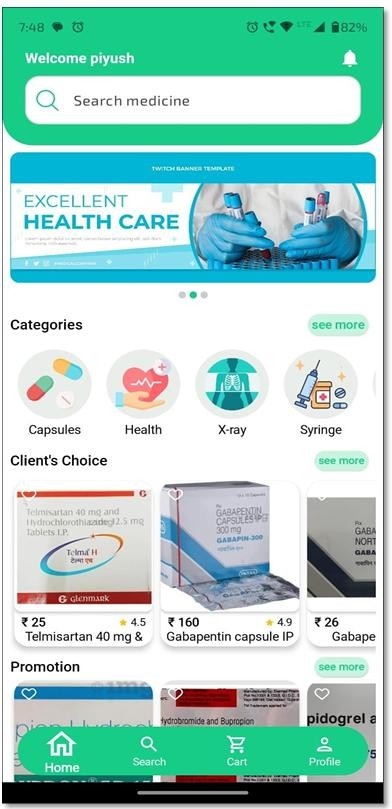 7:48
LTE
82%
Welcome piyush
Search medicine
TWITCH BANNER TEMPLATE
EXCELLENT
HEALTH CARE
Categories
see more
Capsules
Health
X-ray
Syringe
Client's Choice
see more
Telmisartan 40 mg and
Hydrochlorothiazide 12.5 mg
Tablets I.P.
Telma H
टेल्मा एच
glenmark
GABAPENTIN
CAPSULES
300 mg
GABAPIN-300
₹ 25
4.5
₹ 160
4.9
₹ 26
Telmisartan 40 mg &
Gabapentin capsule IP
Gabape
Promotion
see more
Hydrobromide and Bupropion
pidogrel a
Home
Search
Cart
Profile